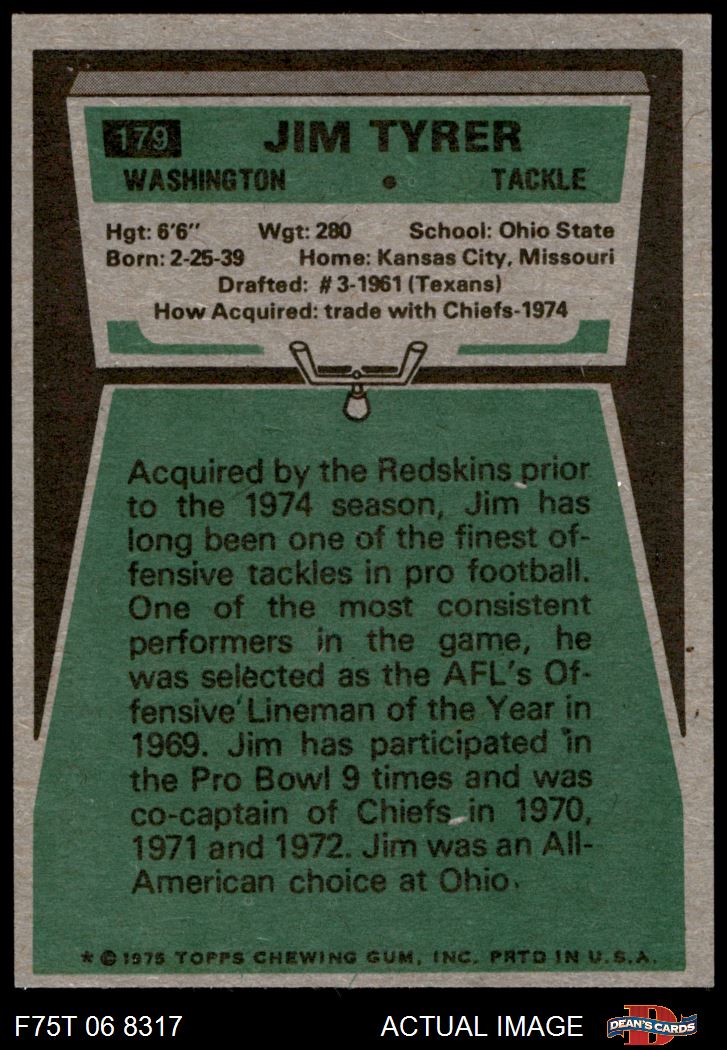 179 JIM TYRER
WASHINGTON • TACKLE
Hgt: 6'6" Wgt: 280 School: Ohio State
Born: 2-25-39 Home: Kansas City, Missouri
Drafted: #3-1961 (Texans)
How Acquired: trade with Chiefs-1974
Acquired by the Redskins prior
to the 1974 season, Jim has
long been one of the finest of-
fensive tackles in pro football.
One of the most consistent
performers in the game, he
was selected as the AFL's Of-
fensive Lineman of the Year in
1969. Jim has participated in
the Pro Bowl 9 times and was
co-captain of Chiefs in 1970,
1971 and 1972. Jim was an All-
American choice at Ohio.
* © 1975 TOPPS CHEWING GUM, INC. PRTD IN U.S.A.
F75T 06 8317 ACTUAL IMAGE D DEAN'S CARDS